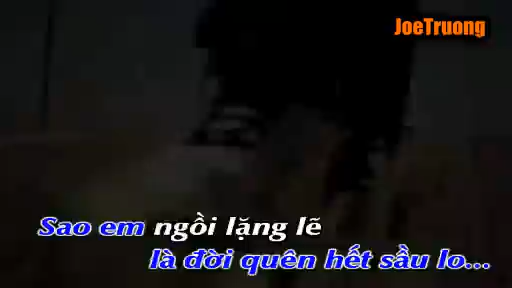 JoeTruong
Sao em ngồi lặng lẽ
là đời quên hết sầu lo...